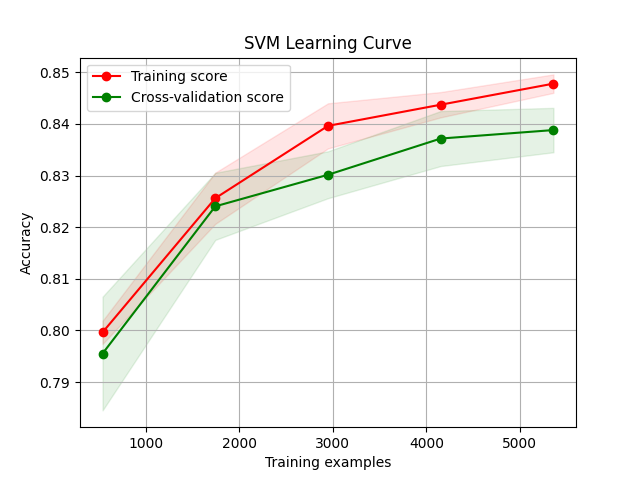 SVM Learning Curve
Training score
Cross-validation score
0.85
0.84
0.83
0.82
0.81
0.80
0.79
Accuracy
1000 2000 3000 4000 5000
Training examples